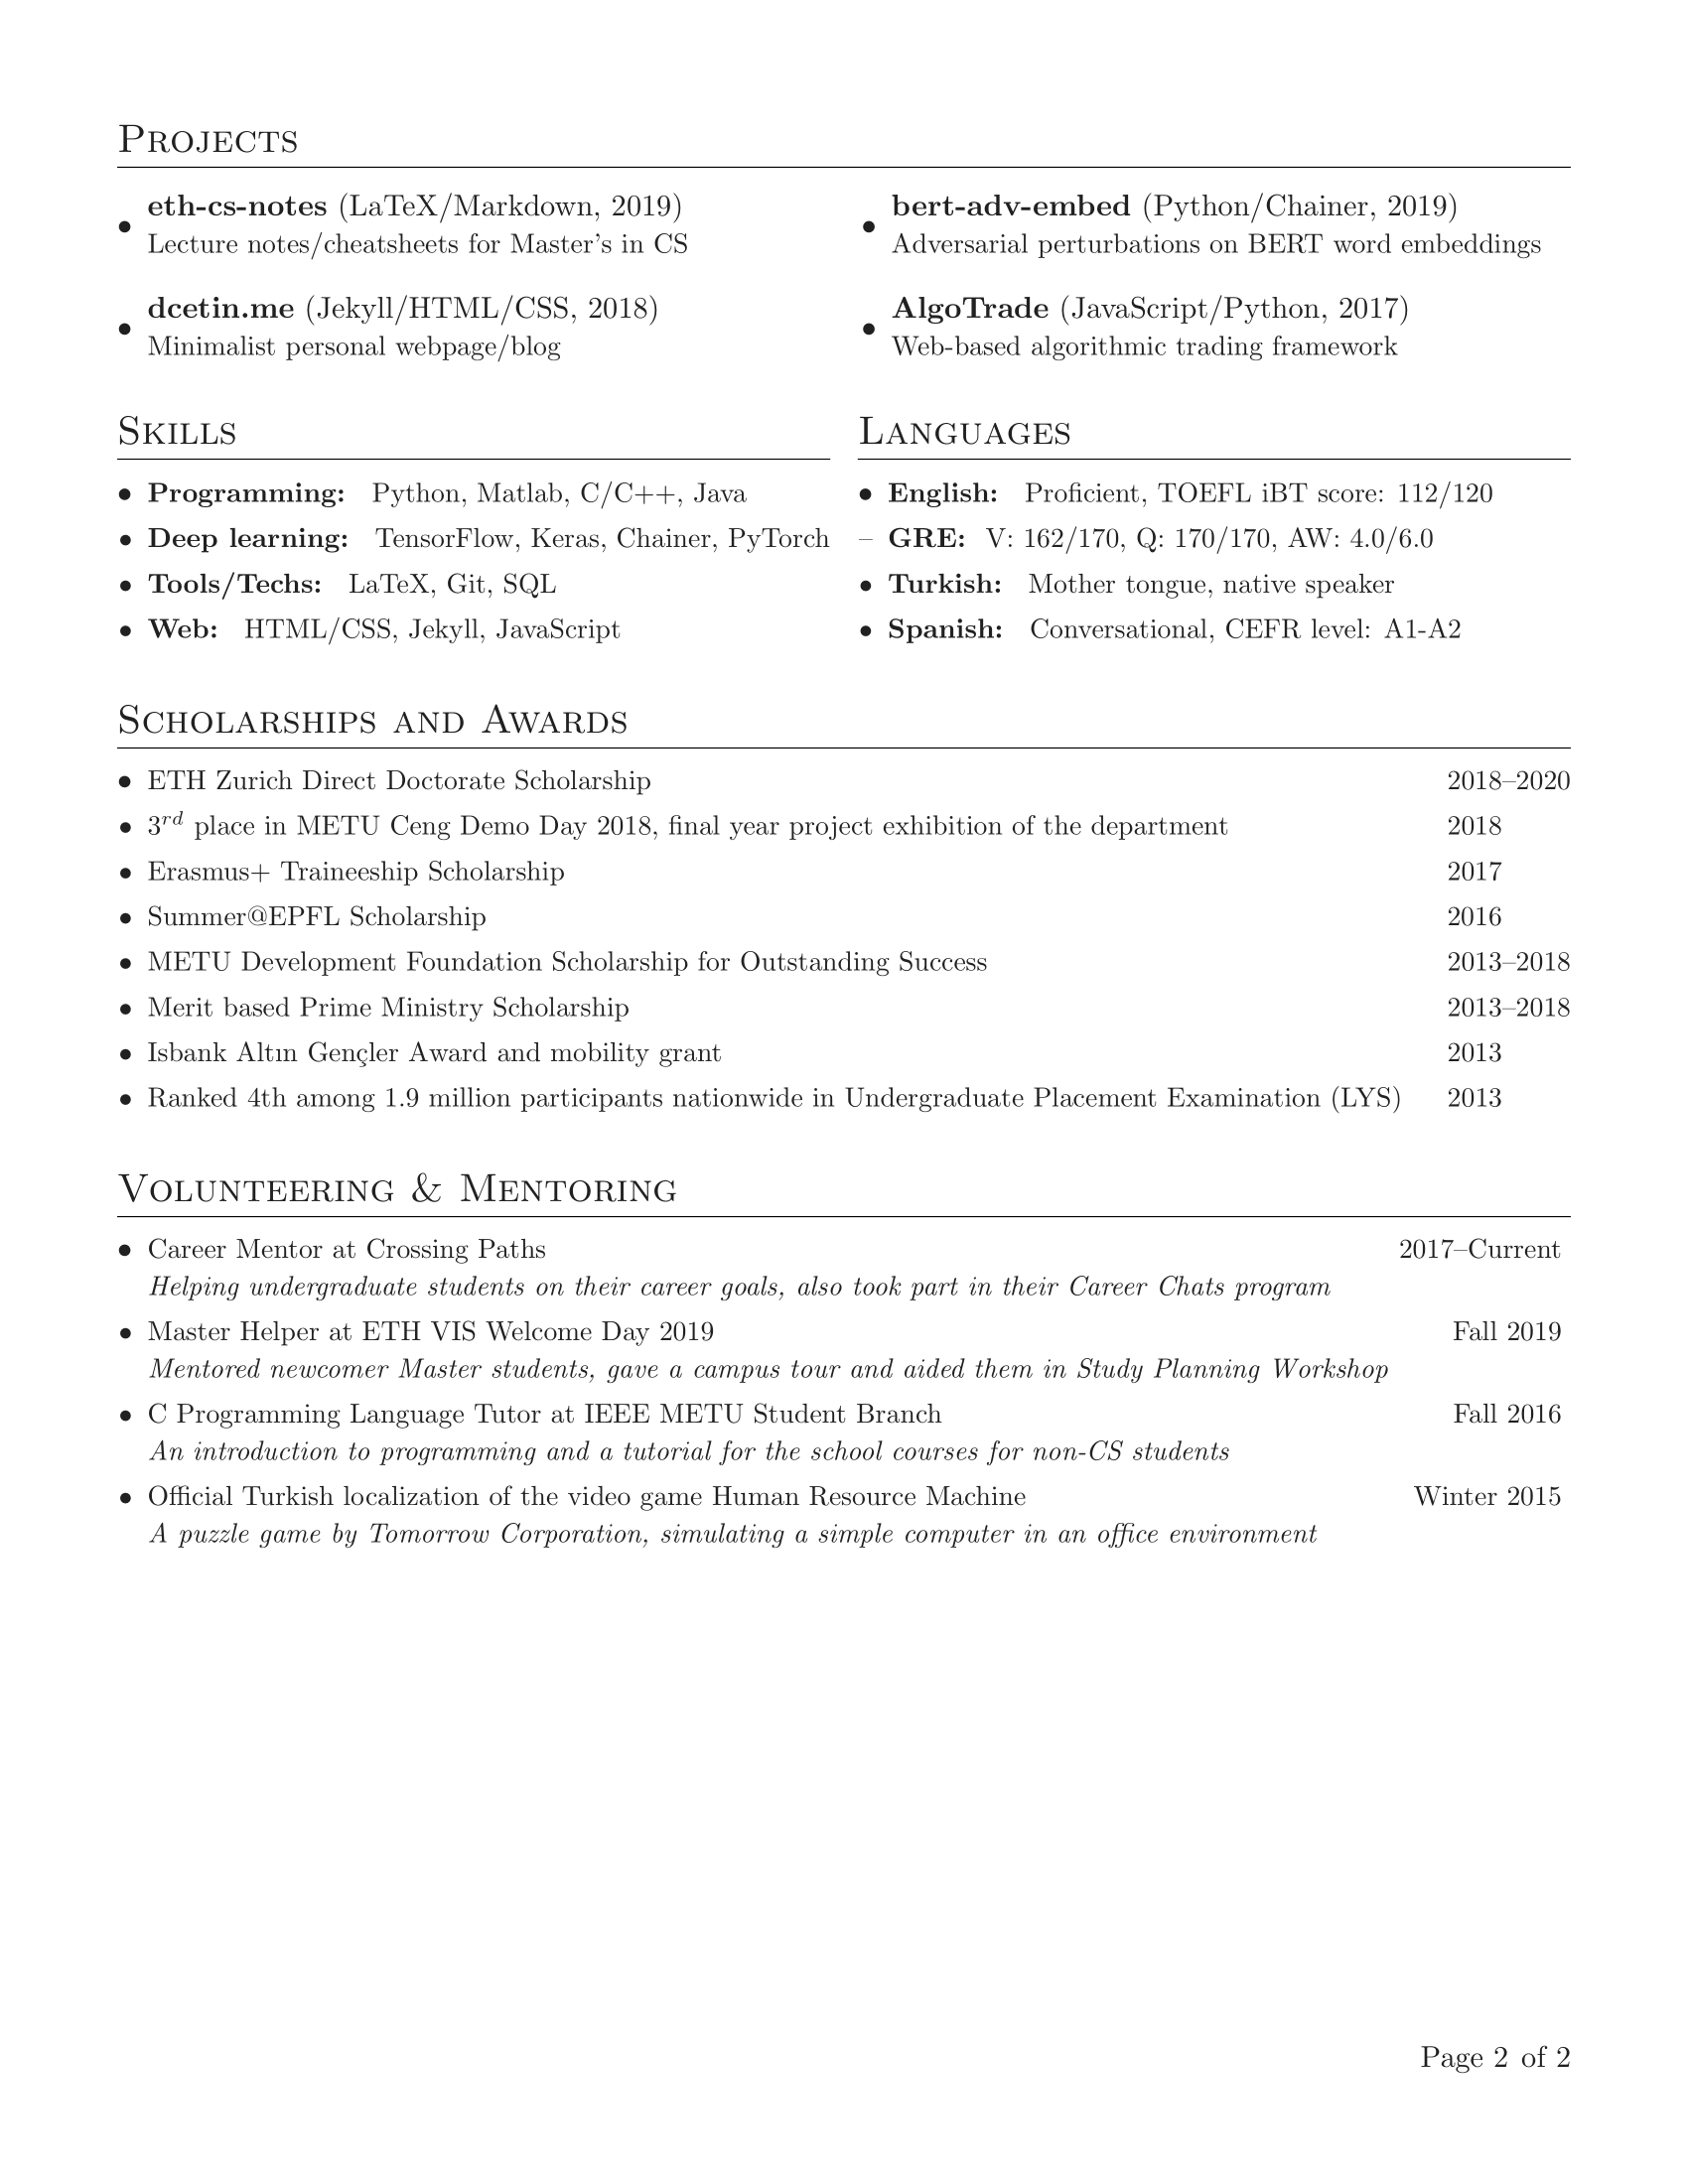 Projects
• eth-cs-notes (LaTeX/Markdown, 2019)
Lecture notes/cheatsheets for Master's in CS
• bert-adv-embed (Python/Chainer, 2019)
Adversarial perturbations on BERT word embeddings
• dcetin.me (Jekyll/HTML/CSS, 2018)
Minimalist personal webpage/blog
• AlgoTrade (JavaScript/Python, 2017)
Web-based algorithmic trading framework
Skills
• Programming: Python, Matlab, C/C++, Java
• Deep learning: TensorFlow, Keras, Chainer, PyTorch
• Tools/Techs: LaTeX, Git, SQL
• Web: HTML/CSS, Jekyll, JavaScript
Languages
• English: Proficient, TOEFL iBT score: 112/120
– GRE: V: 162/170, Q: 170/170, AW: 4.0/6.0
• Turkish: Mother tongue, native speaker
• Spanish: Conversational, CEFR level: A1-A2
Scholarships and Awards
• ETH Zurich Direct Doctorate Scholarship 2018–2020
• 3rd place in METU Ceng Demo Day 2018, final year project exhibition of the department 2018
• Erasmus+ Traineeship Scholarship 2017
• Summer@EPFL Scholarship 2016
• METU Development Foundation Scholarship for Outstanding Success 2013–2018
• Merit based Prime Ministry Scholarship 2013–2018
• Isbank Altın Gençler Award and mobility grant 2013
• Ranked 4th among 1.9 million participants nationwide in Undergraduate Placement Examination (LYS) 2013
Volunteering & Mentoring
• Career Mentor at Crossing Paths 2017–Current
Helping undergraduate students on their career goals, also took part in their Career Chats program
• Master Helper at ETH VIS Welcome Day 2019 Fall 2019
Mentored newcomer Master students, gave a campus tour and aided them in Study Planning Workshop
• C Programming Language Tutor at IEEE METU Student Branch Fall 2016
An introduction to programming and a tutorial for the school courses for non-CS students
• Official Turkish localization of the video game Human Resource Machine Winter 2015
A puzzle game by Tomorrow Corporation, simulating a simple computer in an office environment
Page 2 of 2